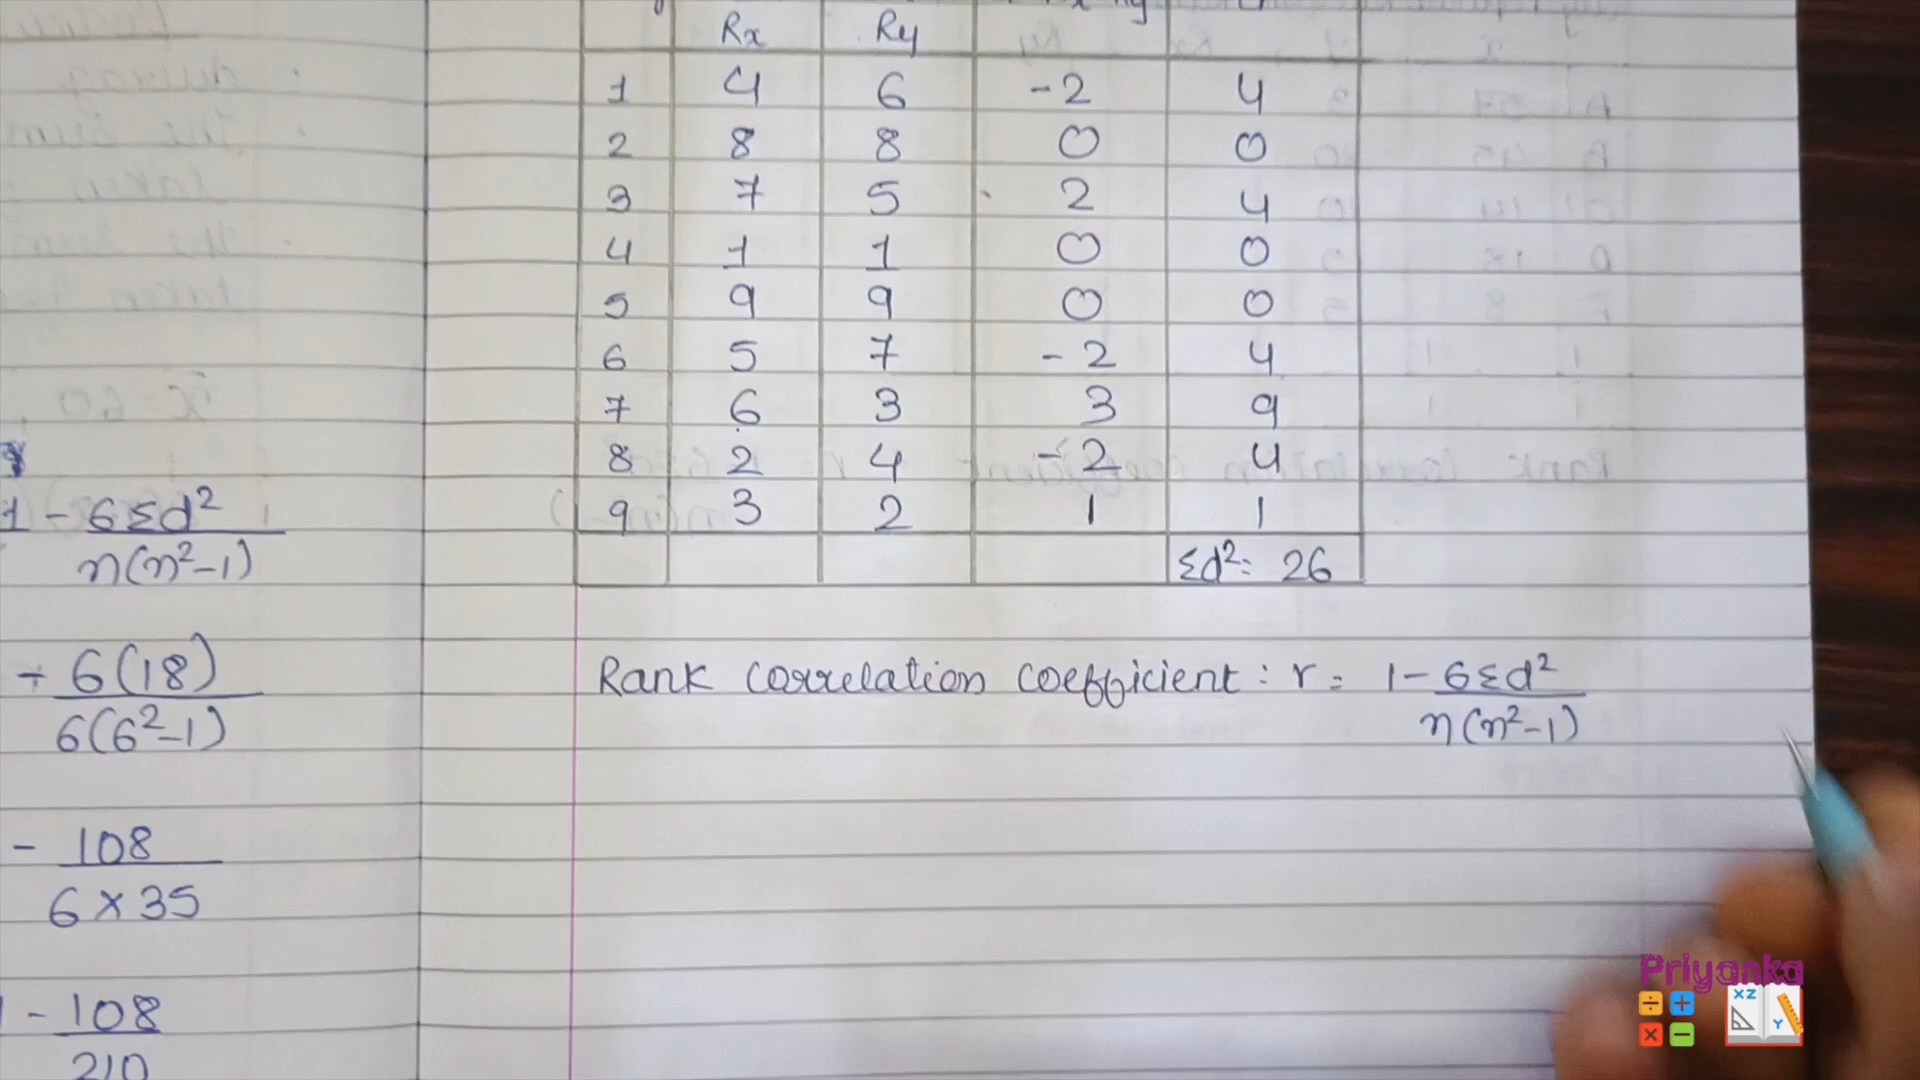 Rx Ry
1 4 6 -2 4
2 8 8 0 0
3 7 5 2 4
4 1 1 0 0
5 9 9 0 0
6 5 7 -2 4
7 6 3 3 9
8 2 4 -2 4
9 3 2 1 1
Σd²= 26
Rank correlation coefficient : r = 1 - 6Σd²
n(n²-1)
1 - 6Σd²
n(n²-1)
- 6(18)
6(6²-1)
- 108
6×35
1 - 108
210
Priyanka
XZ
Y